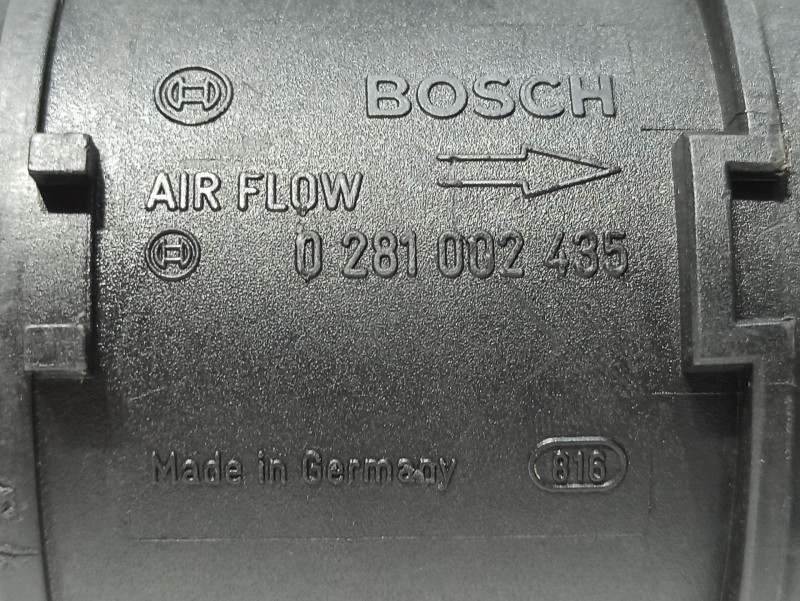 BOSCH
AIR FLOW
0 281 002 435
Made in Germany
816